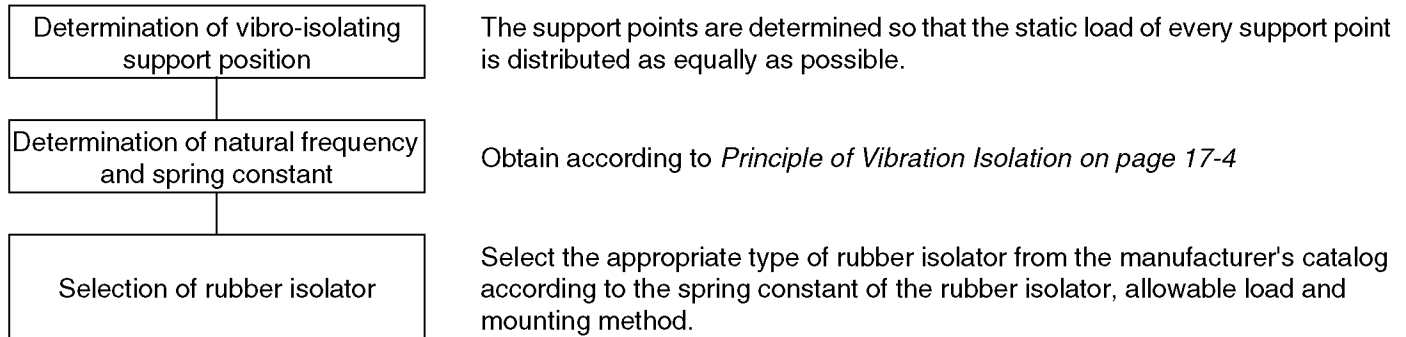 Determination of vibro-isolating
support position
The support points are determined so that the static load of every support point
is distributed as equally as possible.
Determination of natural frequency
and spring constant
Obtain according to Principle of Vibration Isolation on page 17-4
Selection of rubber isolator
Select the appropriate type of rubber isolator from the manufacturer's catalog
according to the spring constant of the rubber isolator, allowable load and
mounting method.